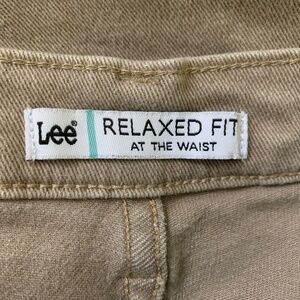 Lee® RELAXED FIT
AT THE WAIST